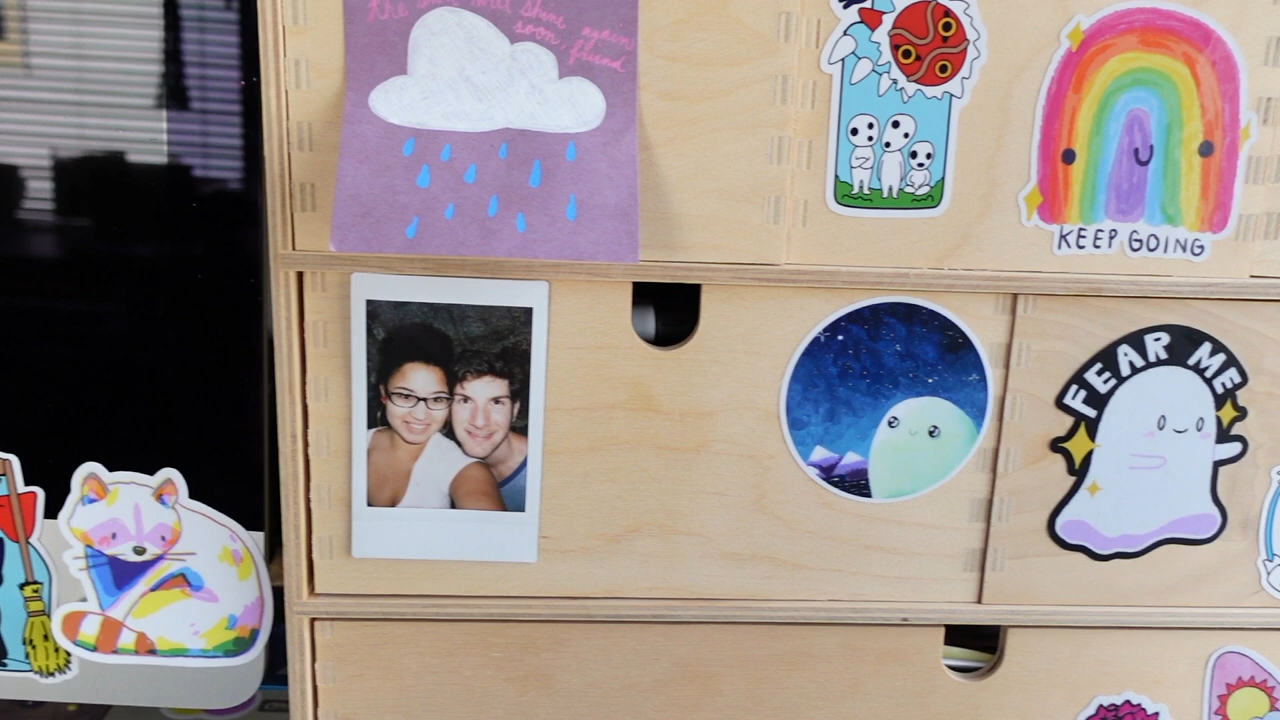 the sun will shine
soon, again
friend
KEEP GOING
FEAR ME